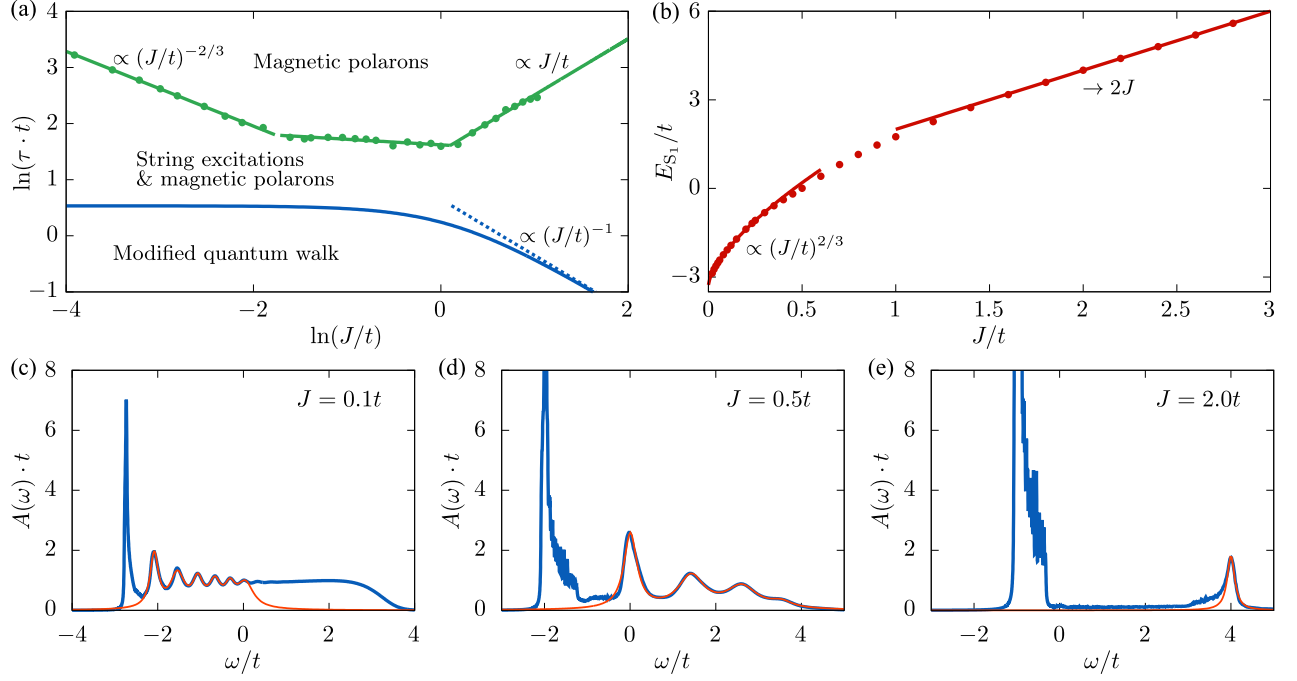 (a)
4
3
2
1
0
−1
−4
−2
0
2
ln(τ · t)
ln(J/t)
∝ (J/t)^{−2/3}
Magnetic polarons
∝ J/t
String excitations
& magnetic polarons
∝ (J/t)^{−1}
Modified quantum walk
(b)
6
3
0
−3
0
0.5
1
1.5
2
2.5
3
E_{S_1}/t
J/t
→ 2J
∝ (J/t)^{2/3}
(c)
8
6
4
2
0
−4
−2
0
2
4
A(ω) · t
ω/t
J = 0.1t
(d)
8
6
4
2
0
−2
0
2
4
A(ω) · t
ω/t
J = 0.5t
(e)
8
6
4
2
0
−2
0
2
4
A(ω) · t
ω/t
J = 2.0t